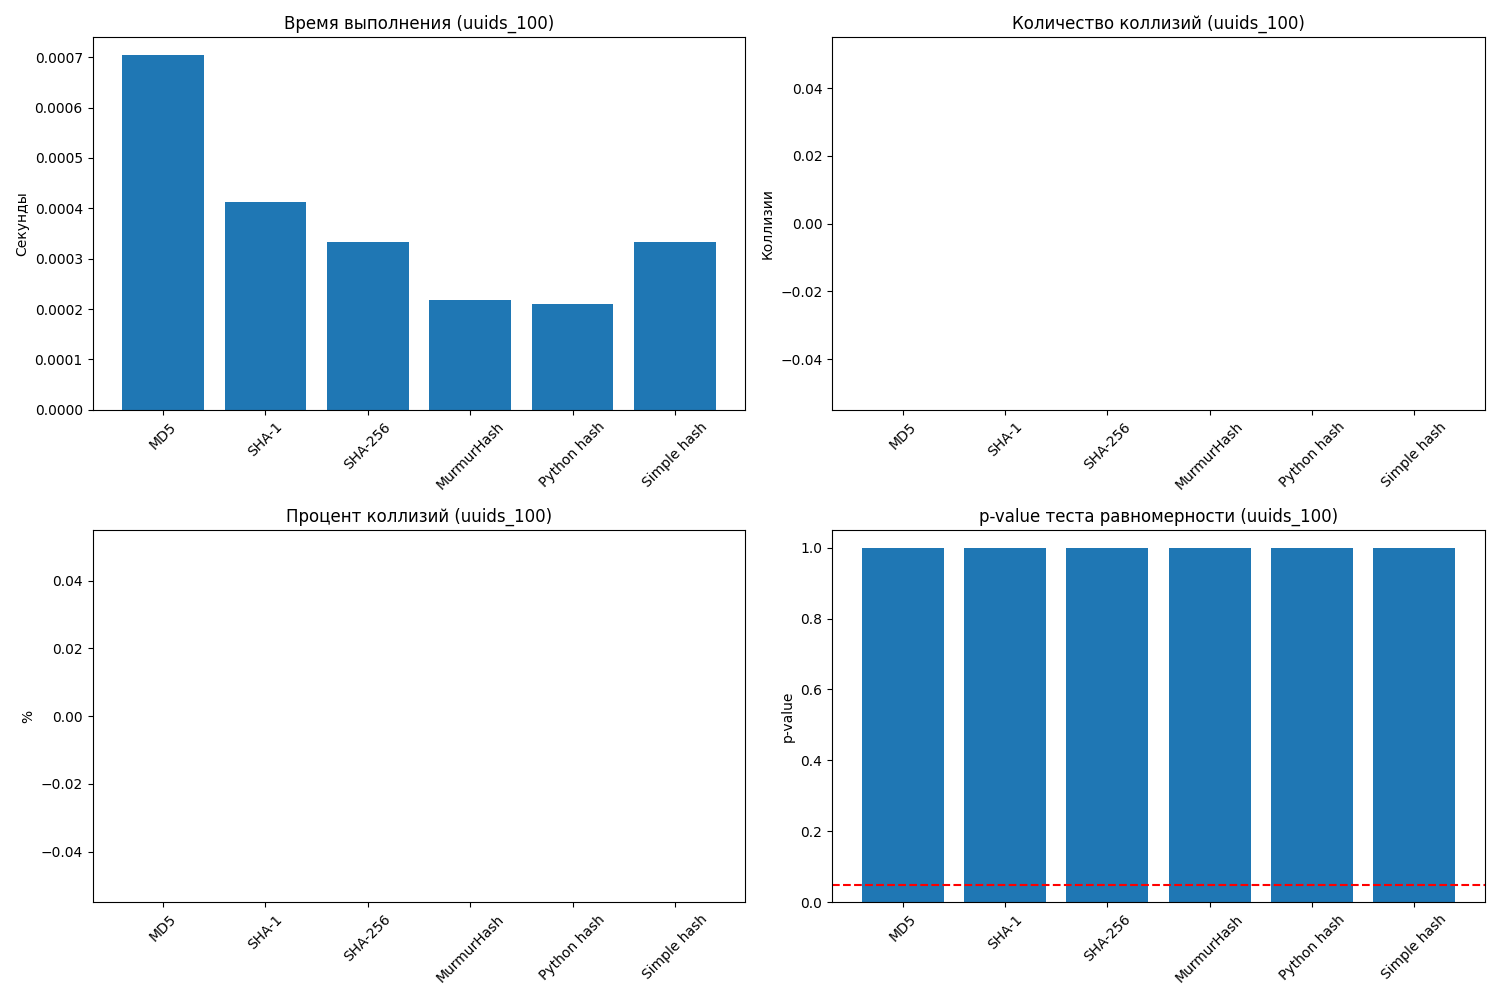 Время выполнения (uuids_100)
Секунды
0.0007
0.0006
0.0005
0.0004
0.0003
0.0002
0.0001
0.0000
MD5
SHA-1
SHA-256
MurmurHash
Python hash
Simple hash
Количество коллизий (uuids_100)
Коллизии
0.04
0.02
0.00
−0.02
−0.04
MD5
SHA-1
SHA-256
MurmurHash
Python hash
Simple hash
Процент коллизий (uuids_100)
%
0.04
0.02
0.00
−0.02
−0.04
MD5
SHA-1
SHA-256
MurmurHash
Python hash
Simple hash
p-value теста равномерности (uuids_100)
p-value
1.0
0.8
0.6
0.4
0.2
0.0
MD5
SHA-1
SHA-256
MurmurHash
Python hash
Simple hash